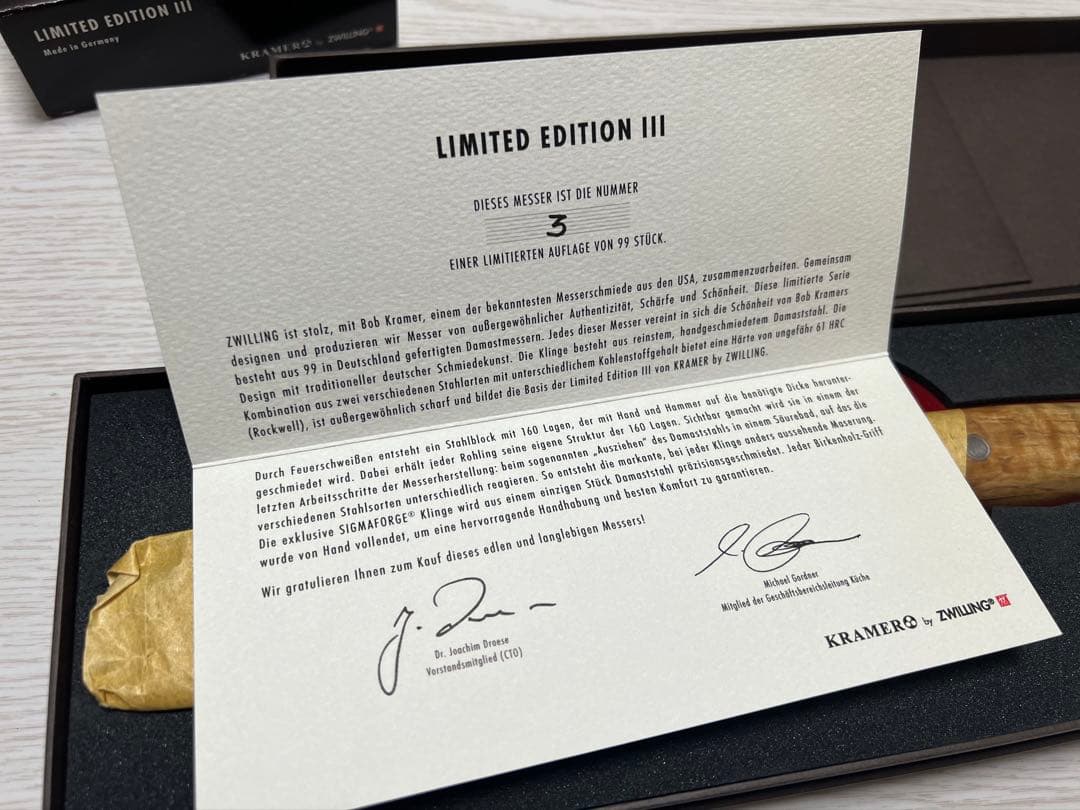 LIMITED EDITION III
Made in Germany
KRAMER by ZWILLING
LIMITED EDITION III
DIESES MESSER IST DIE NUMMER
3
EINER LIMITIERTEN AUFLAGE VON 99 STÜCK.
ZWILLING ist stolz, mit Bob Kramer, einem der bekanntesten Messerschmiede aus den USA, zusammenzuarbeiten. Gemeinsam
designen und produzieren wir Messer von außergewöhnlicher Authentizität, Schärfe und Schönheit. Diese limitierte Serie
besteht aus 99 in Deutschland gefertigten Damastmessern. Jedes dieser Messer vereint in sich die Schönheit von Bob Kramers
Design mit traditioneller deutscher Schmiedekunst. Die Klinge besteht aus reinstem, handgeschmiedetem Damaststahl. Die
Kombination aus zwei verschiedenen Stahlsorten mit unterschiedlichem Kohlenstoffgehalt bietet eine Härte von ungefähr 61 HRC
(Rockwell), ist außergewöhnlich scharf und bildet die Basis der Limited Edition III von KRAMER by ZWILLING.
Durch Feuerschweißen entsteht ein Stahlblock mit 160 Lagen, der mit Hand und Hammer auf die benötigte Dicke herunter-
geschmiedet wird. Dabei erhält jeder Rohling seine eigene Struktur der 160 Lagen. Sichtbar gemacht wird sie in einem der
letzten Arbeitsschritte der Messerherstellung: beim sogenannten „Ausziehen“ des Damaststahls in einem Säurebad, auf das die
verschiedenen Stahlsorten unterschiedlich reagieren. So entsteht die markante, bei jeder Klinge anders aussehende Maserung.
Die exklusive SIGMAFORGE® Klinge wird aus einem einzigen Stück Damaststahl präzisionsgeschmiedet. Jeder Birkenholz-Griff
wurde von Hand vollendet, um eine hervorragende Handhabung und besten Komfort zu garantieren.
Wir gratulieren Ihnen zum Kauf dieses edlen und langlebigen Messers!
Dr. Joachim Droese
Vorstandsmitglied (CTO)
Michael Gordner
Mitglied der Geschäftsbereichsleitung Küche
KRAMER by ZWILLING®